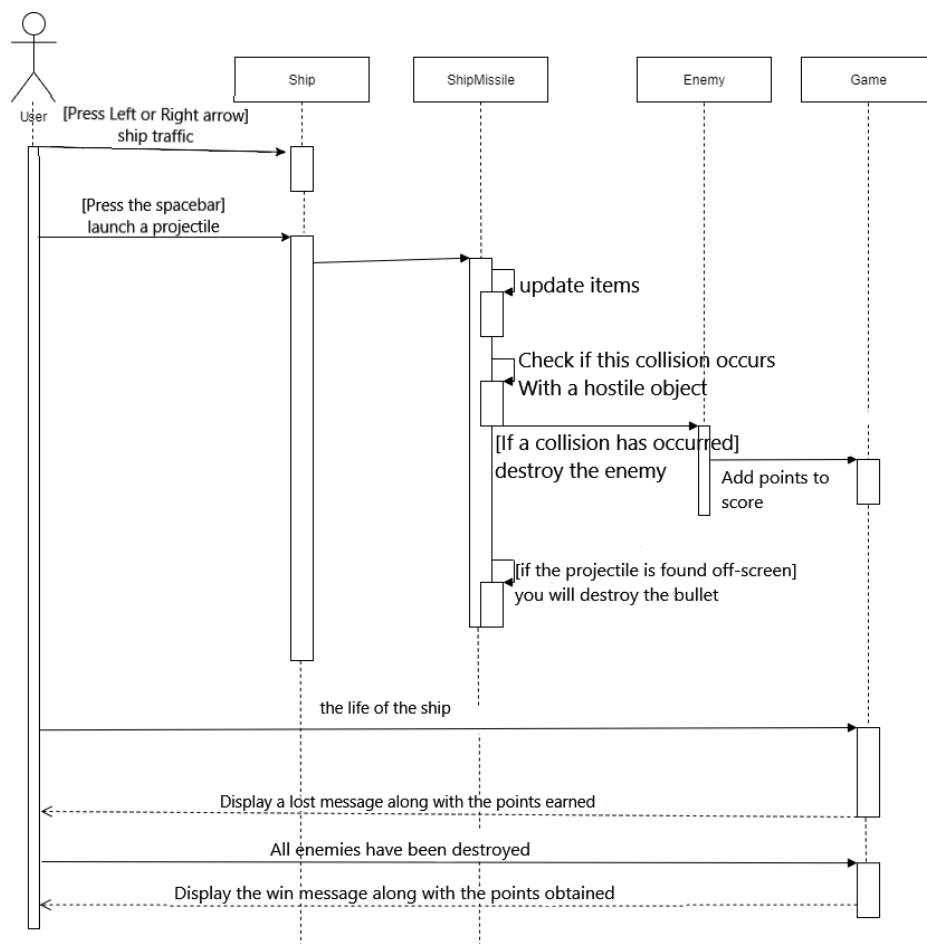 Ship
ShipMissile
Enemy
Game
User
[Press Left or Right arrow]
ship traffic
[Press the spacebar]
launch a projectile
update items
Check if this collision occurs
With a hostile object
[If a collision has occurred]
destroy the enemy
Add points to
score
[if the projectile is found off-screen]
you will destroy the bullet
the life of the ship
Display a lost message along with the points earned
All enemies have been destroyed
Display the win message along with the points obtained